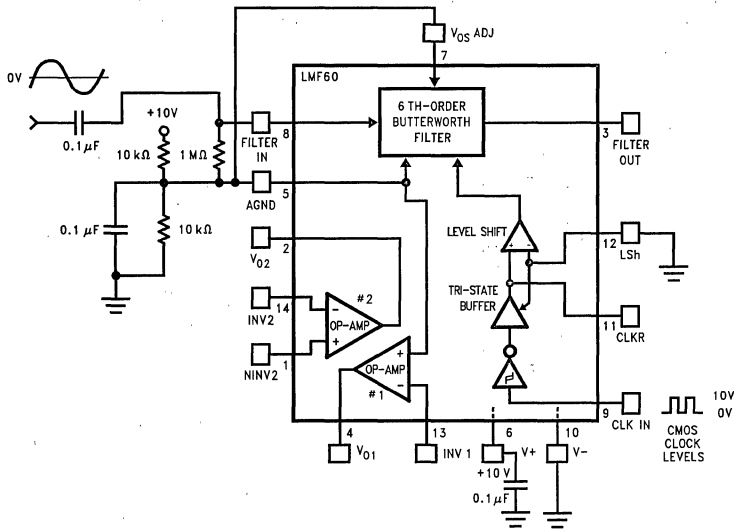 V_OS ADJ
7
LMF60
0V
+10V
6 TH-ORDER
BUTTERWORTH
FILTER
8
3
FILTER
IN
FILTER
OUT
0.1 μF
10 kΩ
1 MΩ
5
AGND
0.1 μF
10 kΩ
LEVEL SHIFT
+ -
12
LSh
2
V_O2
TRI-STATE
BUFFER
#2
-
OP-AMP
+
14
INV2
11
CLKR
1
NINV2
+
OP-AMP
-
#1
9
CLK IN
10V
0V
CMOS
CLOCK
LEVELS
4
13
6
10
V_O1
INV 1
V+
V-
+10 V
0.1 μF